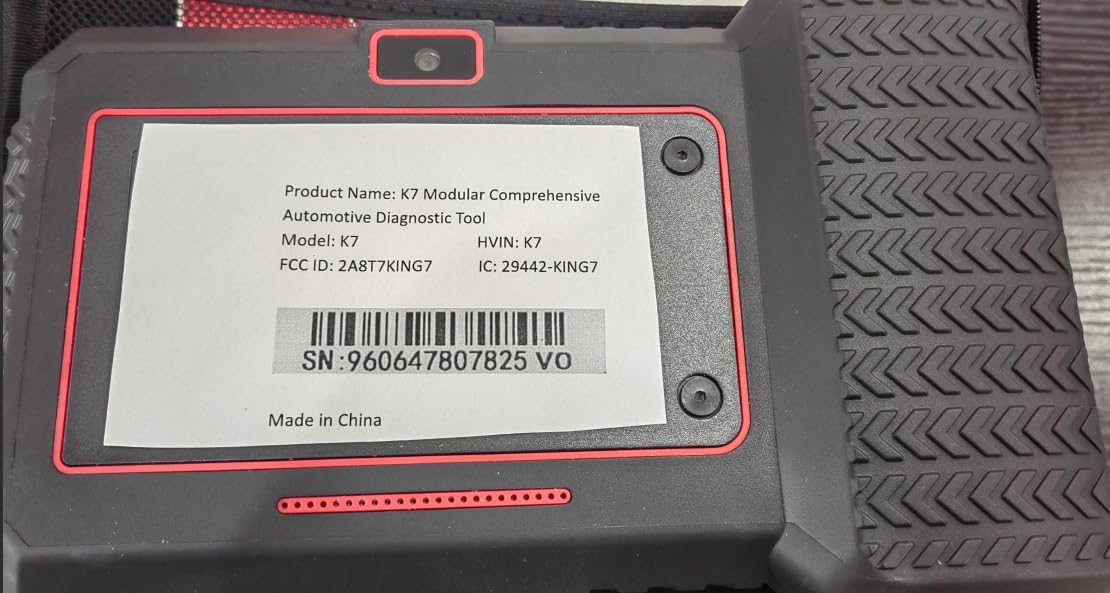 Product Name: K7 Modular Comprehensive
Automotive Diagnostic Tool
Model: K7 HVIN: K7
FCC ID: 2A8T7KING7 IC: 29442-KING7
SN:960647807825 V0
Made in China